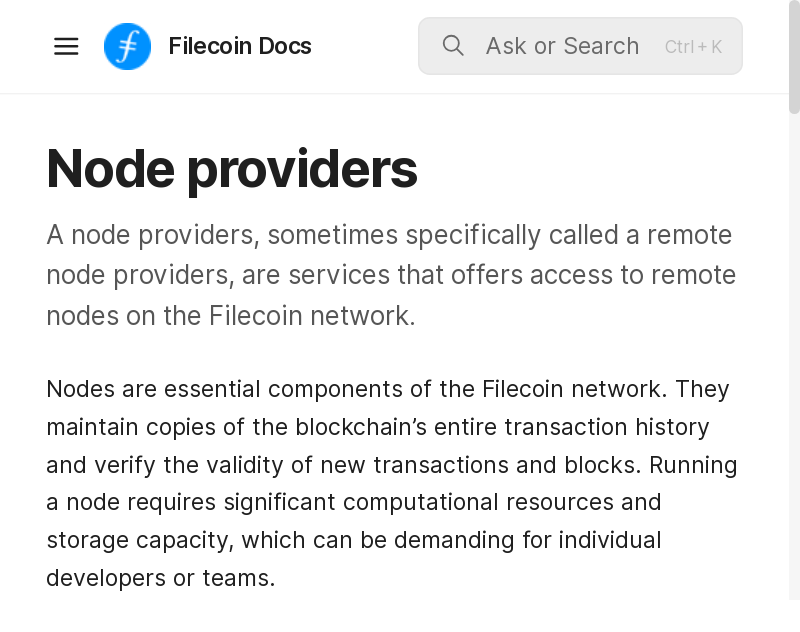 Filecoin Docs
Ask or Search Ctrl + K
Node providers
A node providers, sometimes specifically called a remote
node providers, are services that offers access to remote
nodes on the Filecoin network.
Nodes are essential components of the Filecoin network. They
maintain copies of the blockchain’s entire transaction history
and verify the validity of new transactions and blocks. Running
a node requires significant computational resources and
storage capacity, which can be demanding for individual
developers or teams.